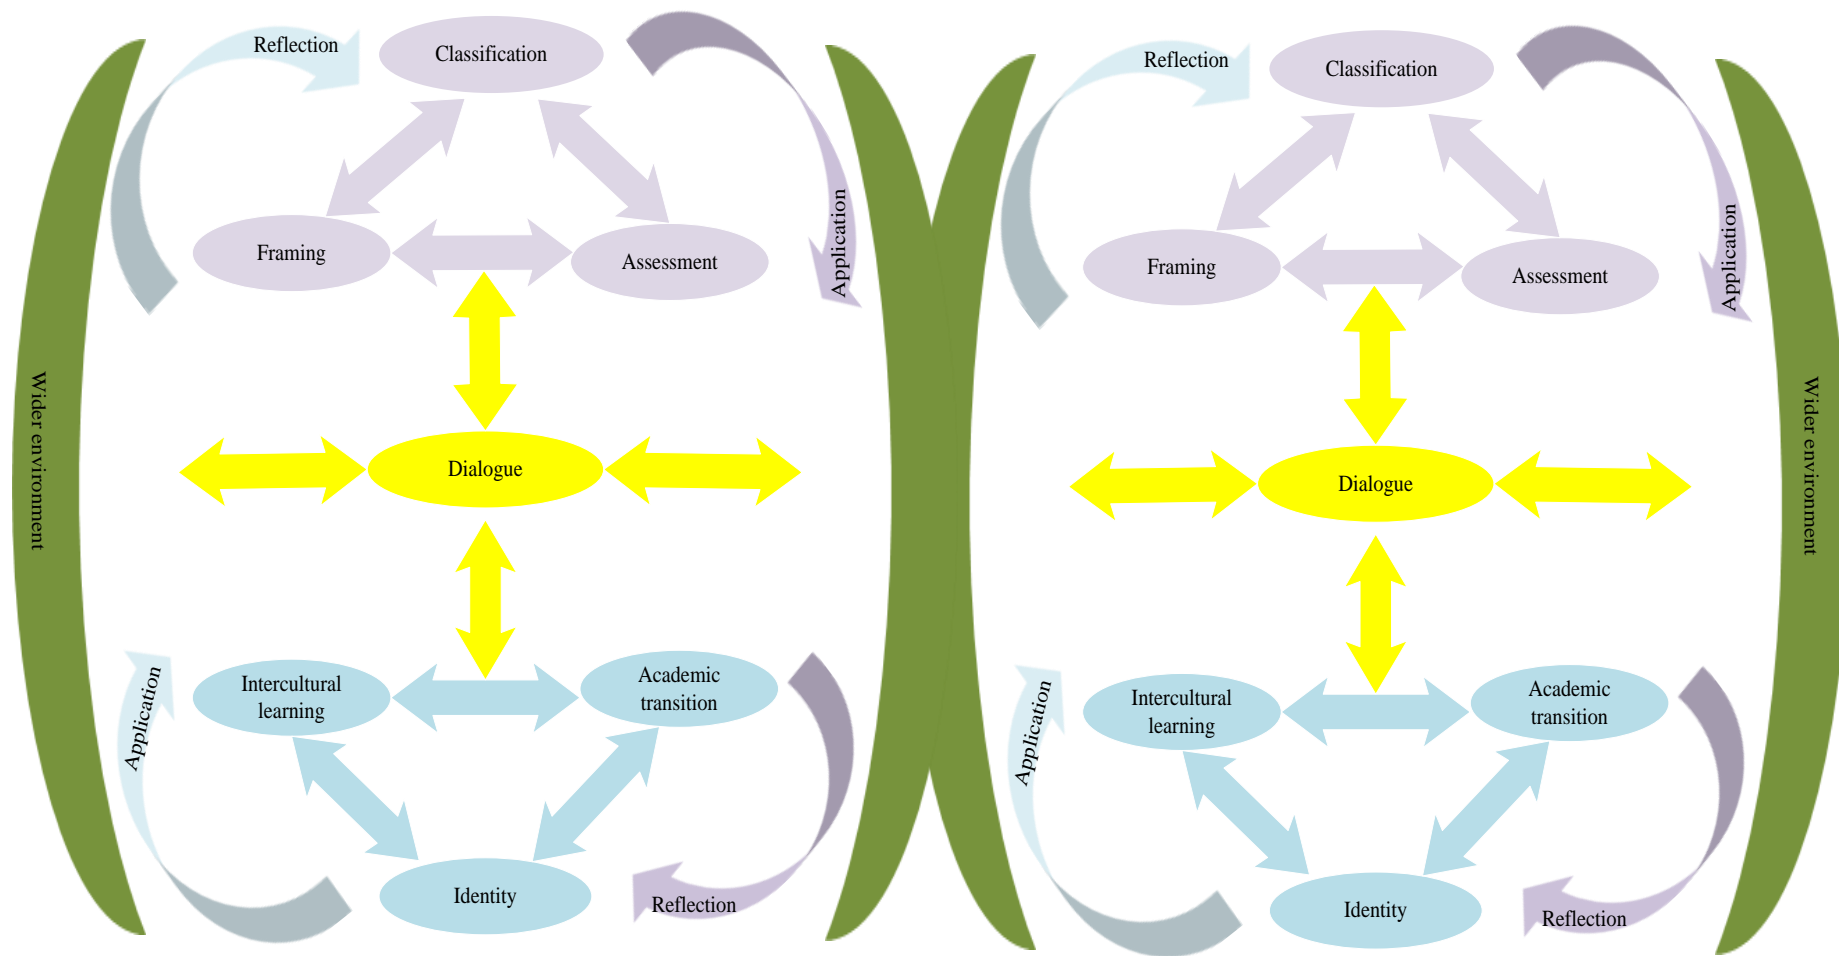 Reflection
Classification
Application
Framing
Assessment
Wider environment
Dialogue
Intercultural
learning
Academic
transition
Application
Identity
Reflection
Reflection
Classification
Application
Framing
Assessment
Wider environment
Dialogue
Intercultural
learning
Academic
transition
Application
Identity
Reflection